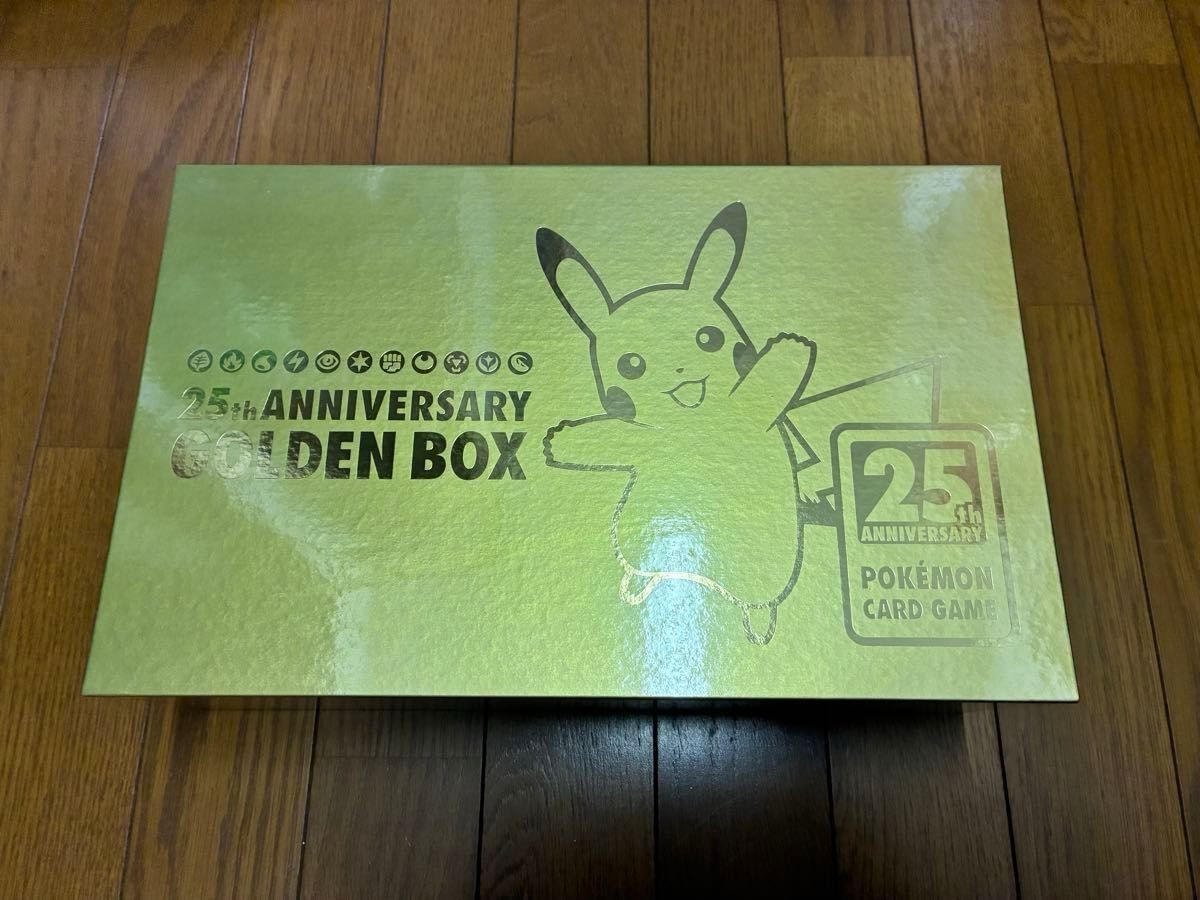 25th ANNIVERSARY
GOLDEN BOX
25th
ANNIVERSARY
POKÉMON
CARD GAME